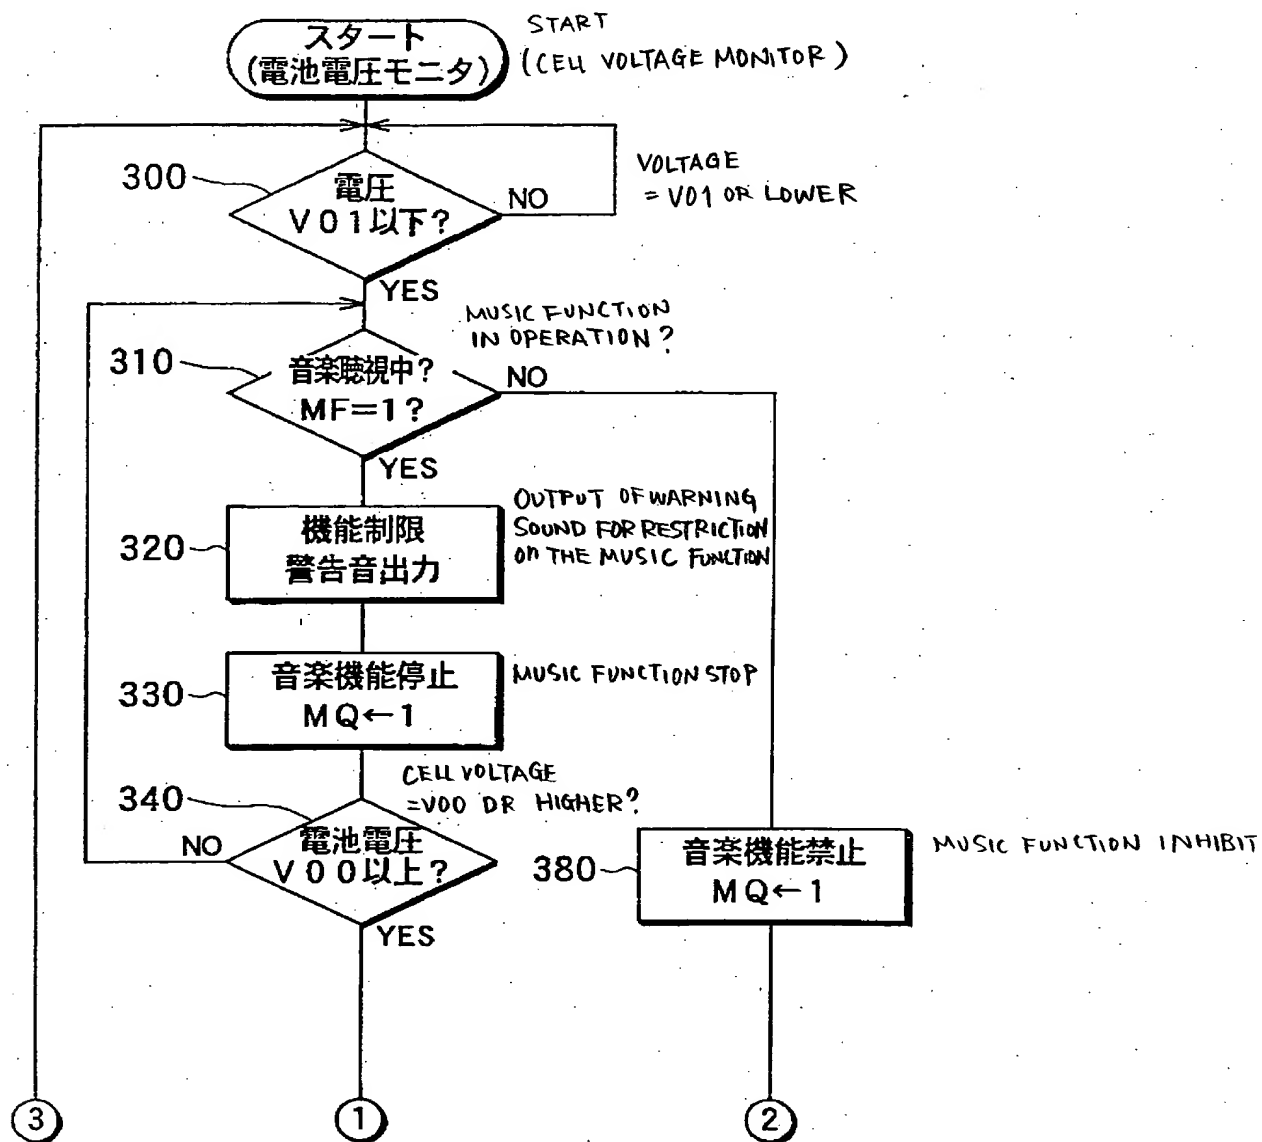 スタート
(電池電圧モニタ)
START
(CELL VOLTAGE MONITOR)
300
電圧
V01以下?
NO
VOLTAGE
=V01 OR LOWER
YES
MUSIC FUNCTION
IN OPERATION?
310
音楽聴視中?
MF=1?
NO
YES
320
機能制限
警告音出力
OUTPUT OF WARNING
SOUND FOR RESTRICTION
On THE MUSIC FUNCTION
330
音楽機能停止
MQ←1
MUSIC FUNCTION STOP
CELL VOLTAGE
=V00 OR HIGHER?
340
NO
電池電圧
V00以上?
YES
380
音楽機能禁止
MQ←1
MUSIC FUNCTION INHIBIT
3
1
2